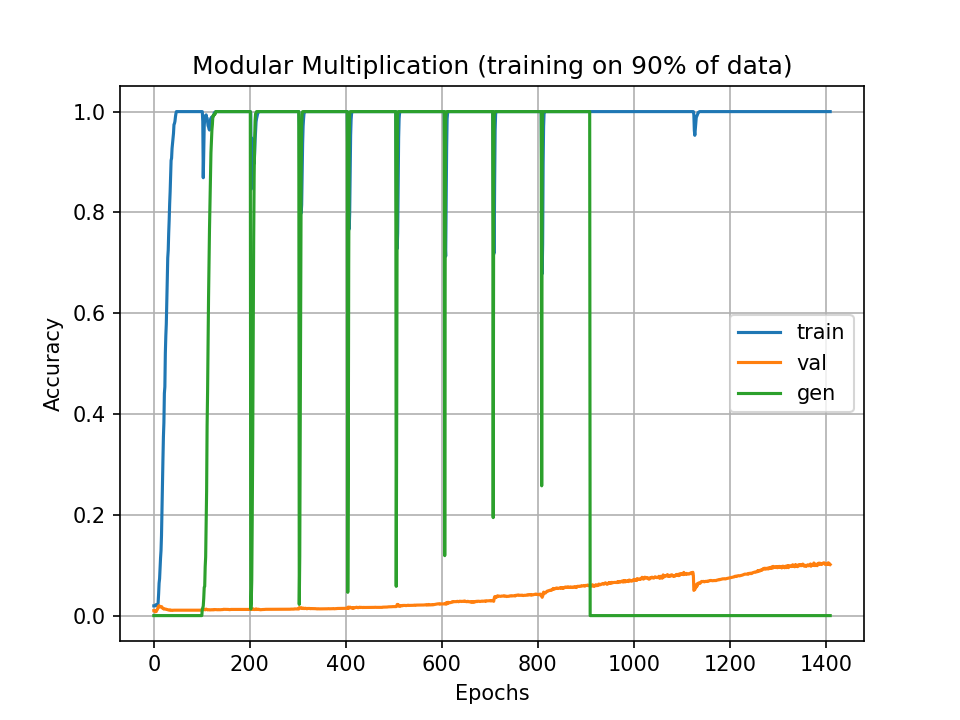 Modular Multiplication (training on 90% of data)
1.0
0.8
0.6
0.4
0.2
0.0
Accuracy
train
val
gen
0 200 400 600 800 1000 1200 1400
Epochs